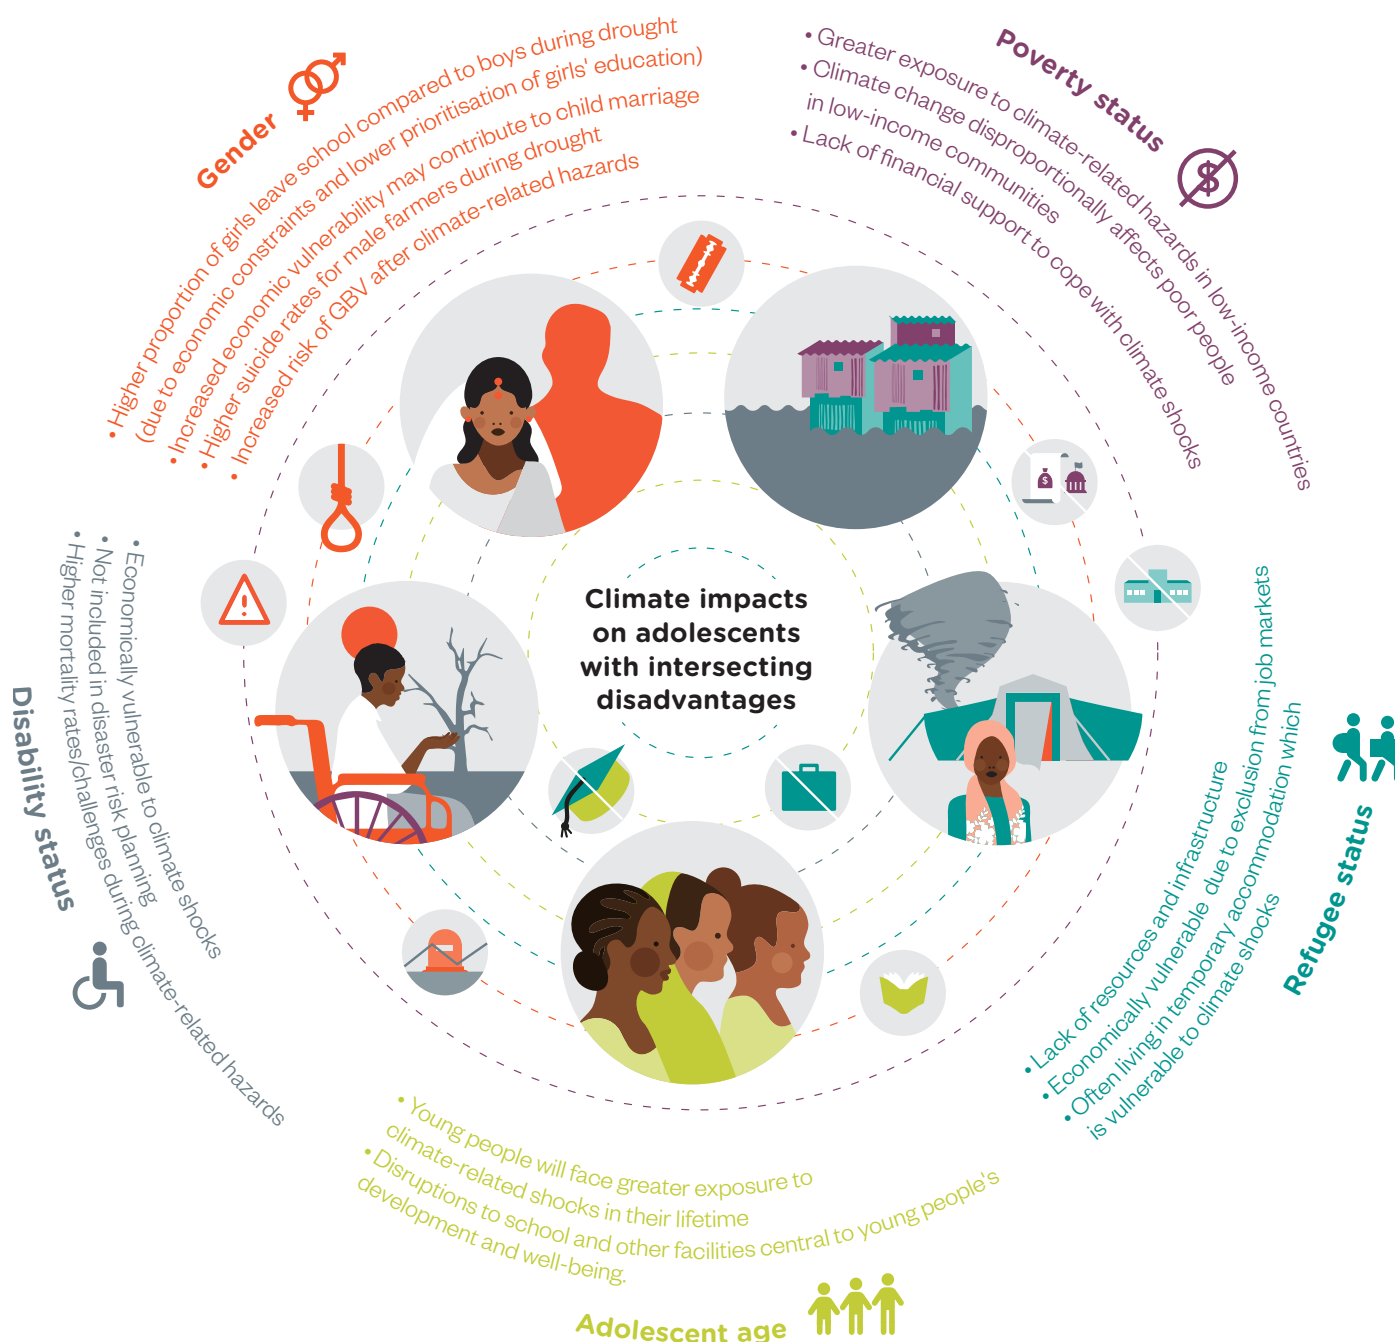 Gender
• Higher proportion of girls leave school compared to boys during drought
(due to economic constraints and lower prioritisation of girls' education)
• Increased economic vulnerability may contribute to child marriage
• Higher suicide rates for male farmers during drought
• Increased risk of GBV after climate-related hazards
Poverty status
$
• Greater exposure to climate-related hazards in low-income countries
• Climate change disproportionally affects poor people
in low-income communities
• Lack of financial support to cope with climate shocks
$
Climate impacts
on adolescents
with intersecting
disadvantages
Disability status
• Economically vulnerable to climate shocks
• Not included in disaster risk planning
• Higher mortality rates/challenges during climate-related hazards
Refugee status
• Lack of resources and infrastructure
• Economically vulnerable due to exclusion from job markets
• Often living in temporary accommodation which
is vulnerable to climate shocks
• Young people will face greater exposure to
climate-related shocks in their lifetime
• Disruptions to school and other facilities central to young people's
development and well-being.
Adolescent age